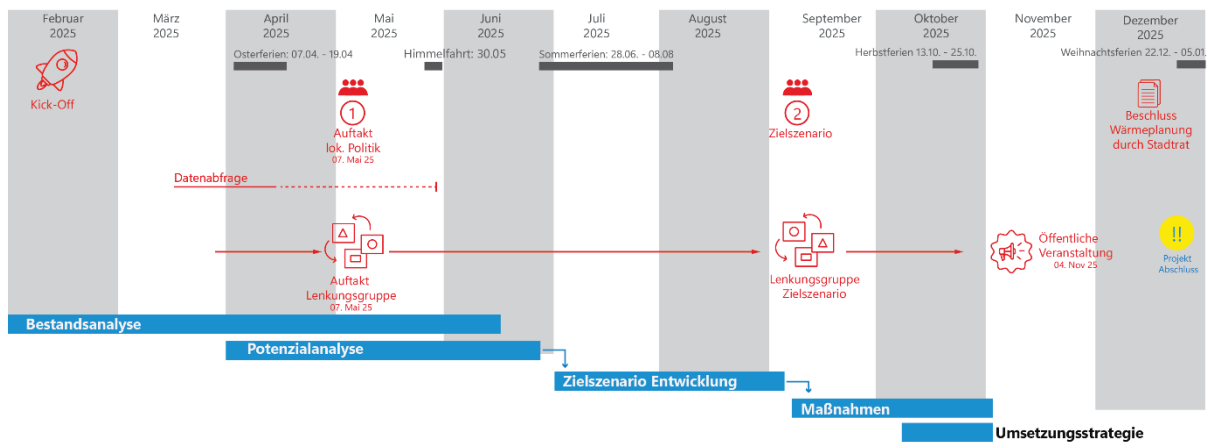 Februar
2025
März
2025
April
2025
Mai
2025
Juni
2025
Juli
2025
August
2025
September
2025
Oktober
2025
November
2025
Dezember
2025
Osterferien: 07.04. - 19.04
Himmelfahrt: 30.05
Sommerferien: 28.06. - 08.08
Herbstferien 13.10. - 25.10.
Weihnachtsferien 22.12. - 05.01.
Kick-Off
1
Auftakt
lok. Politik
07. Mai 25
2
Zielszenario
Beschluss
Wärmeplanung
durch Stadtrat
Datenabfrage
Auftakt
Lenkungsgruppe
07. Mai 25
Lenkungsgruppe
Zielszenario
Öffentliche
Veranstaltung
04. Nov 25
!!
Projekt
Abschluss
Bestandsanalyse
Potenzialanalyse
Zielszenario Entwicklung
Maßnahmen
Umsetzungsstrategie